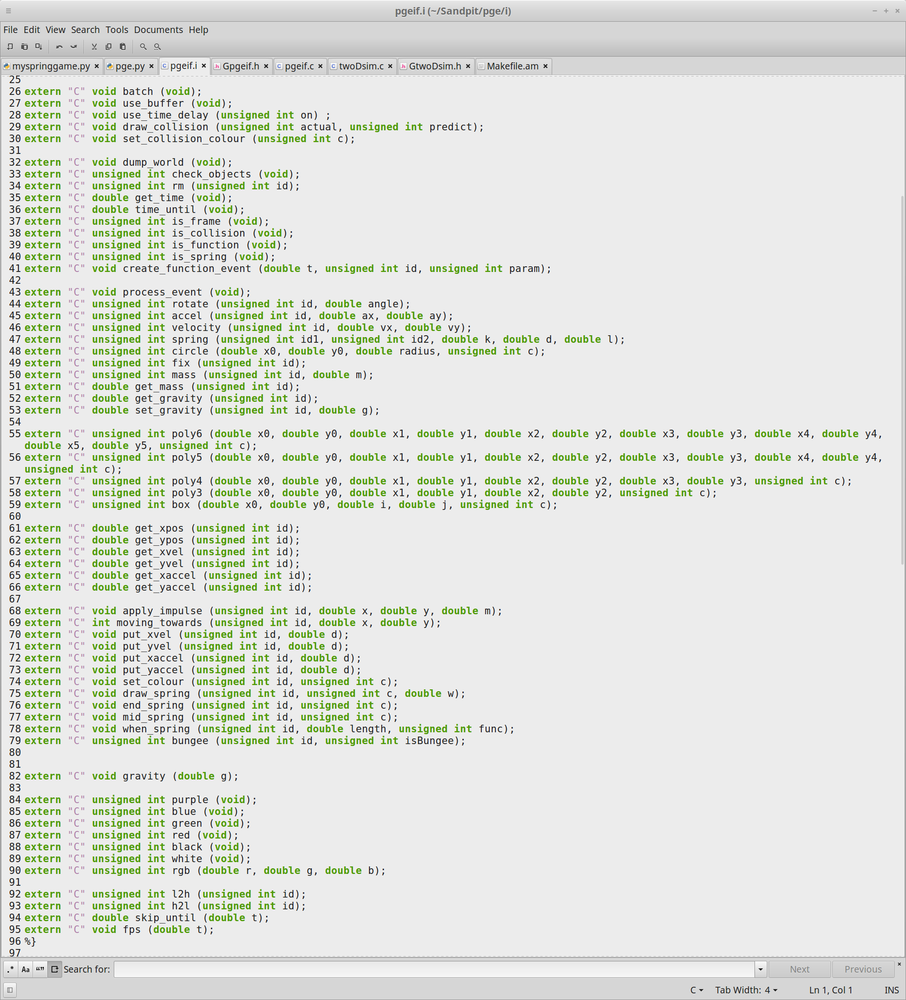 pgeif.i (~/Sandpit/pge/i)
File Edit View Search Tools Documents Help
myspringgame.py pge.py pgeif.i Gpgeif.h pgeif.c twoDsim.c GtwoDsim.h Makefile.am
25
26 extern "C" void batch (void);
27 extern "C" void use_buffer (void);
28 extern "C" void use_time_delay (unsigned int on) ;
29 extern "C" void draw_collision (unsigned int actual, unsigned int predict);
30 extern "C" void set_collision_colour (unsigned int c);
31
32 extern "C" void dump_world (void);
33 extern "C" unsigned int check_objects (void);
34 extern "C" unsigned int rm (unsigned int id);
35 extern "C" double get_time (void);
36 extern "C" double time_until (void);
37 extern "C" unsigned int is_frame (void);
38 extern "C" unsigned int is_collision (void);
39 extern "C" unsigned int is_function (void);
40 extern "C" unsigned int is_spring (void);
41 extern "C" void create_function_event (double t, unsigned int id, unsigned int param);
42
43 extern "C" void process_event (void);
44 extern "C" unsigned int rotate (unsigned int id, double angle);
45 extern "C" unsigned int accel (unsigned int id, double ax, double ay);
46 extern "C" unsigned int velocity (unsigned int id, double vx, double vy);
47 extern "C" unsigned int spring (unsigned int id1, unsigned int id2, double k, double d, double l);
48 extern "C" unsigned int circle (double x0, double y0, double radius, unsigned int c);
49 extern "C" unsigned int fix (unsigned int id);
50 extern "C" unsigned int mass (unsigned int id, double m);
51 extern "C" double get_mass (unsigned int id);
52 extern "C" double get_gravity (unsigned int id);
53 extern "C" double set_gravity (unsigned int id, double g);
54
55 extern "C" unsigned int poly6 (double x0, double y0, double x1, double y1, double x2, double y2, double x3, double y3, double x4, double y4,
double x5, double y5, unsigned int c);
56 extern "C" unsigned int poly5 (double x0, double y0, double x1, double y1, double x2, double y2, double x3, double y3, double x4, double y4,
unsigned int c);
57 extern "C" unsigned int poly4 (double x0, double y0, double x1, double y1, double x2, double y2, double x3, double y3, unsigned int c);
58 extern "C" unsigned int poly3 (double x0, double y0, double x1, double y1, double x2, double y2, unsigned int c);
59 extern "C" unsigned int box (double x0, double y0, double i, double j, unsigned int c);
60
61 extern "C" double get_xpos (unsigned int id);
62 extern "C" double get_ypos (unsigned int id);
63 extern "C" double get_xvel (unsigned int id);
64 extern "C" double get_yvel (unsigned int id);
65 extern "C" double get_xaccel (unsigned int id);
66 extern "C" double get_yaccel (unsigned int id);
67
68 extern "C" void apply_impulse (unsigned int id, double x, double y, double m);
69 extern "C" int moving_towards (unsigned int id, double x, double y);
70 extern "C" void put_xvel (unsigned int id, double d);
71 extern "C" void put_yvel (unsigned int id, double d);
72 extern "C" void put_xaccel (unsigned int id, double d);
73 extern "C" void put_yaccel (unsigned int id, double d);
74 extern "C" void set_colour (unsigned int id, unsigned int c);
75 extern "C" void draw_spring (unsigned int id, unsigned int c, double w);
76 extern "C" void end_spring (unsigned int id, unsigned int c);
77 extern "C" void mid_spring (unsigned int id, unsigned int c);
78 extern "C" void when_spring (unsigned int id, double length, unsigned int func);
79 extern "C" unsigned int bungee (unsigned int id, unsigned int isBungee);
80
81
82 extern "C" void gravity (double g);
83
84 extern "C" unsigned int purple (void);
85 extern "C" unsigned int blue (void);
86 extern "C" unsigned int green (void);
87 extern "C" unsigned int red (void);
88 extern "C" unsigned int black (void);
89 extern "C" unsigned int white (void);
90 extern "C" unsigned int rgb (double r, double g, double b);
91
92 extern "C" unsigned int l2h (unsigned int id);
93 extern "C" unsigned int h2l (unsigned int id);
94 extern "C" double skip_until (double t);
95 extern "C" void fps (double t);
96 %}
97
.* Aa “” Search for: Next Previous
C Tab Width: 4 Ln 1, Col 1 INS